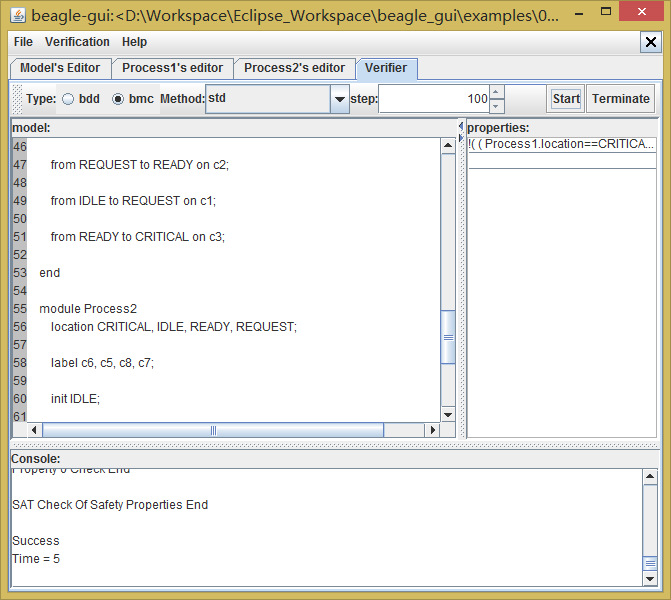 beagle-gui:<D:\Workspace\Eclipse_Workspace\beagle_gui\examples\0...
File Verification Help
Model's Editor Process1's editor Process2's editor Verifier
Type: bdd bmc Method: std step: 100 Start Terminate
model:
46
47 from REQUEST to READY on c2;
48
49 from IDLE to REQUEST on c1;
50
51 from READY to CRITICAL on c3;
52
53 end
54
55 module Process2
56 location CRITICAL, IDLE, READY, REQUEST;
57
58 label c6, c5, c8, c7;
59
60 init IDLE;
61
properties:
!( ( Process1.location==CRITICA...
Console:
Property 0 Check End
SAT Check Of Safety Properties End
Success
Time = 5